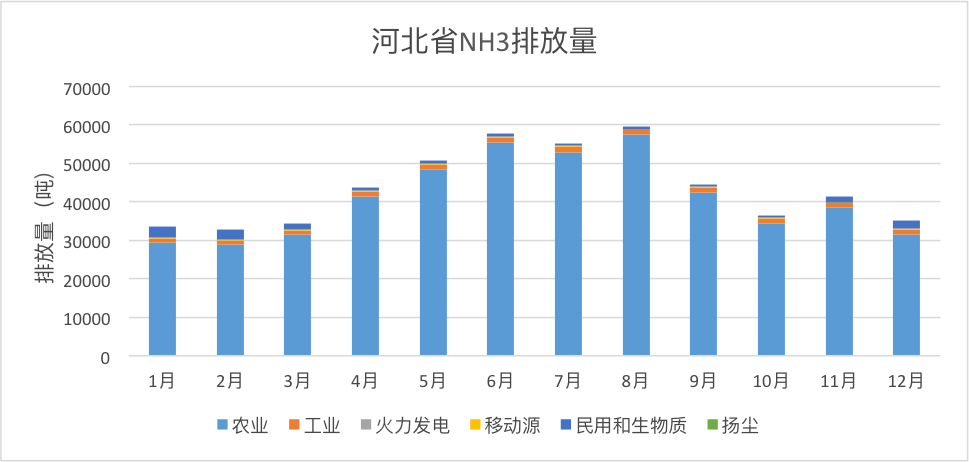 河北省NH3排放量
排放量（吨）
70000
60000
50000
40000
30000
20000
10000
0
1月 2月 3月 4月 5月 6月 7月 8月 9月 10月 11月 12月
农业 工业 火力发电 移动源 民用和生物质 扬尘